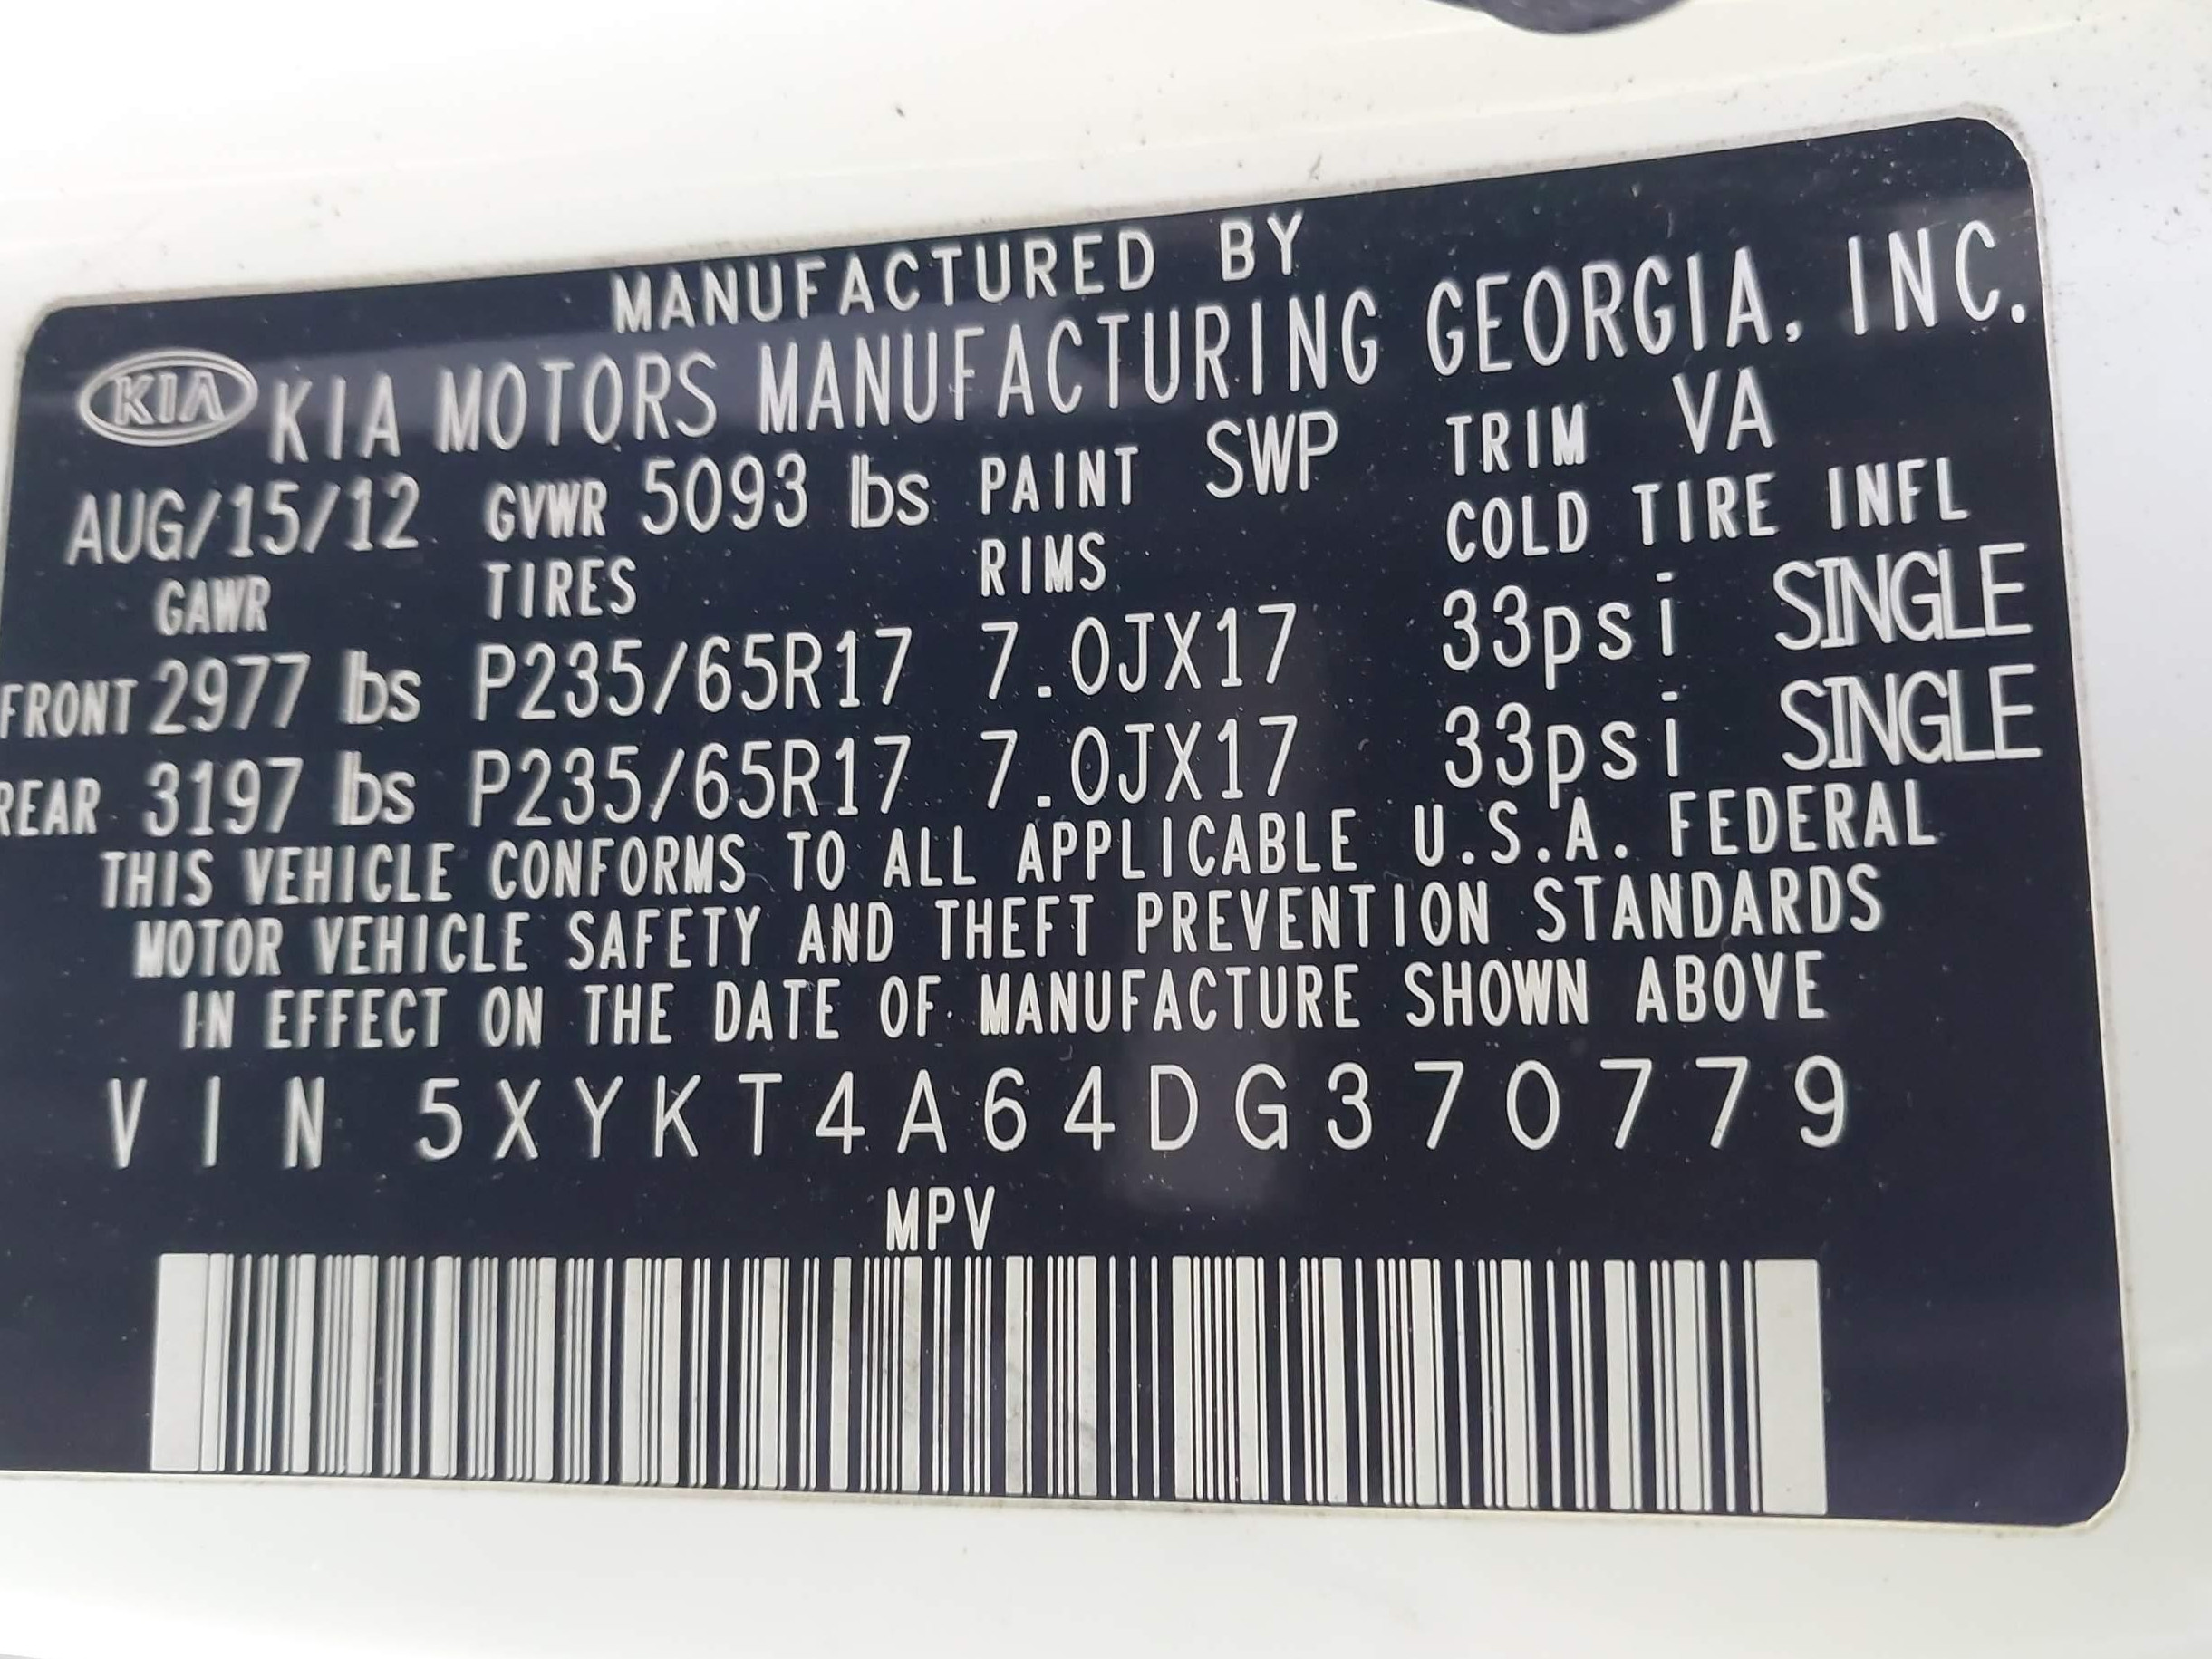 MANUFACTURED BY
KIA KIA MOTORS MANUFACTURING GEORGIA, INC.
AUG/15/12 GVWR 5093 lbs PAINT SWP TRIM VA
GAWR TIRES RIMS COLD TIRE INFL
FRONT 2977 lbs P235/65R17 7.0JX17 33psi SINGLE
REAR 3197 lbs P235/65R17 7.0JX17 33psi SINGLE
THIS VEHICLE CONFORMS TO ALL APPLICABLE U.S.A. FEDERAL
MOTOR VEHICLE SAFETY AND THEFT PREVENTION STANDARDS
IN EFFECT ON THE DATE OF MANUFACTURE SHOWN ABOVE
VIN 5XYKT4A64DG370779
MPV